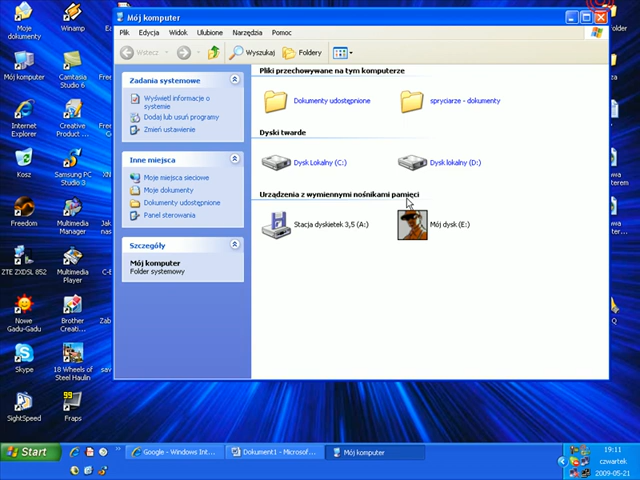 Mój komputer
Plik Edycja Widok Ulubione Narzędzia Pomoc
Wstecz Wyszukaj Foldery
Zadania systemowe
Wyświetl informacje o
systemie
Dodaj lub usuń programy
Zmień ustawienie
Inne miejsca
Moje miejsca sieciowe
Moje dokumenty
Dokumenty udostępnione
Panel sterowania
Szczegóły
Mój komputer
Folder systemowy
Pliki przechowywane na tym komputerze
Dokumenty udostępnione
spryciarze - dokumenty
Dyski twarde
Dysk Lokalny (C:)
Dysk lokalny (D:)
Urządzenia z wymiennymi nośnikami pamięci
Stacja dyskietek 3,5 (A:)
Mój dysk (E:)
Moje
dokumenty
Winamp
Mój komputer
Camtasia
Studio 6
Internet
Explorer
Creative
Product ...
Kosz
Samsung PC
Studio 3
Freedom
Multimedia
Manager
ZTE ZXDSL 852
Multimedia
Player
Nowe
Gadu-Gadu
Brother
Creati...
Skype
18 Wheels of
Steel Haulin
SightSpeed
Fraps
99
Start
Google - Windows Int...
Dokument1 - Microsof...
Mój komputer
19:11
czwartek
2009-05-21